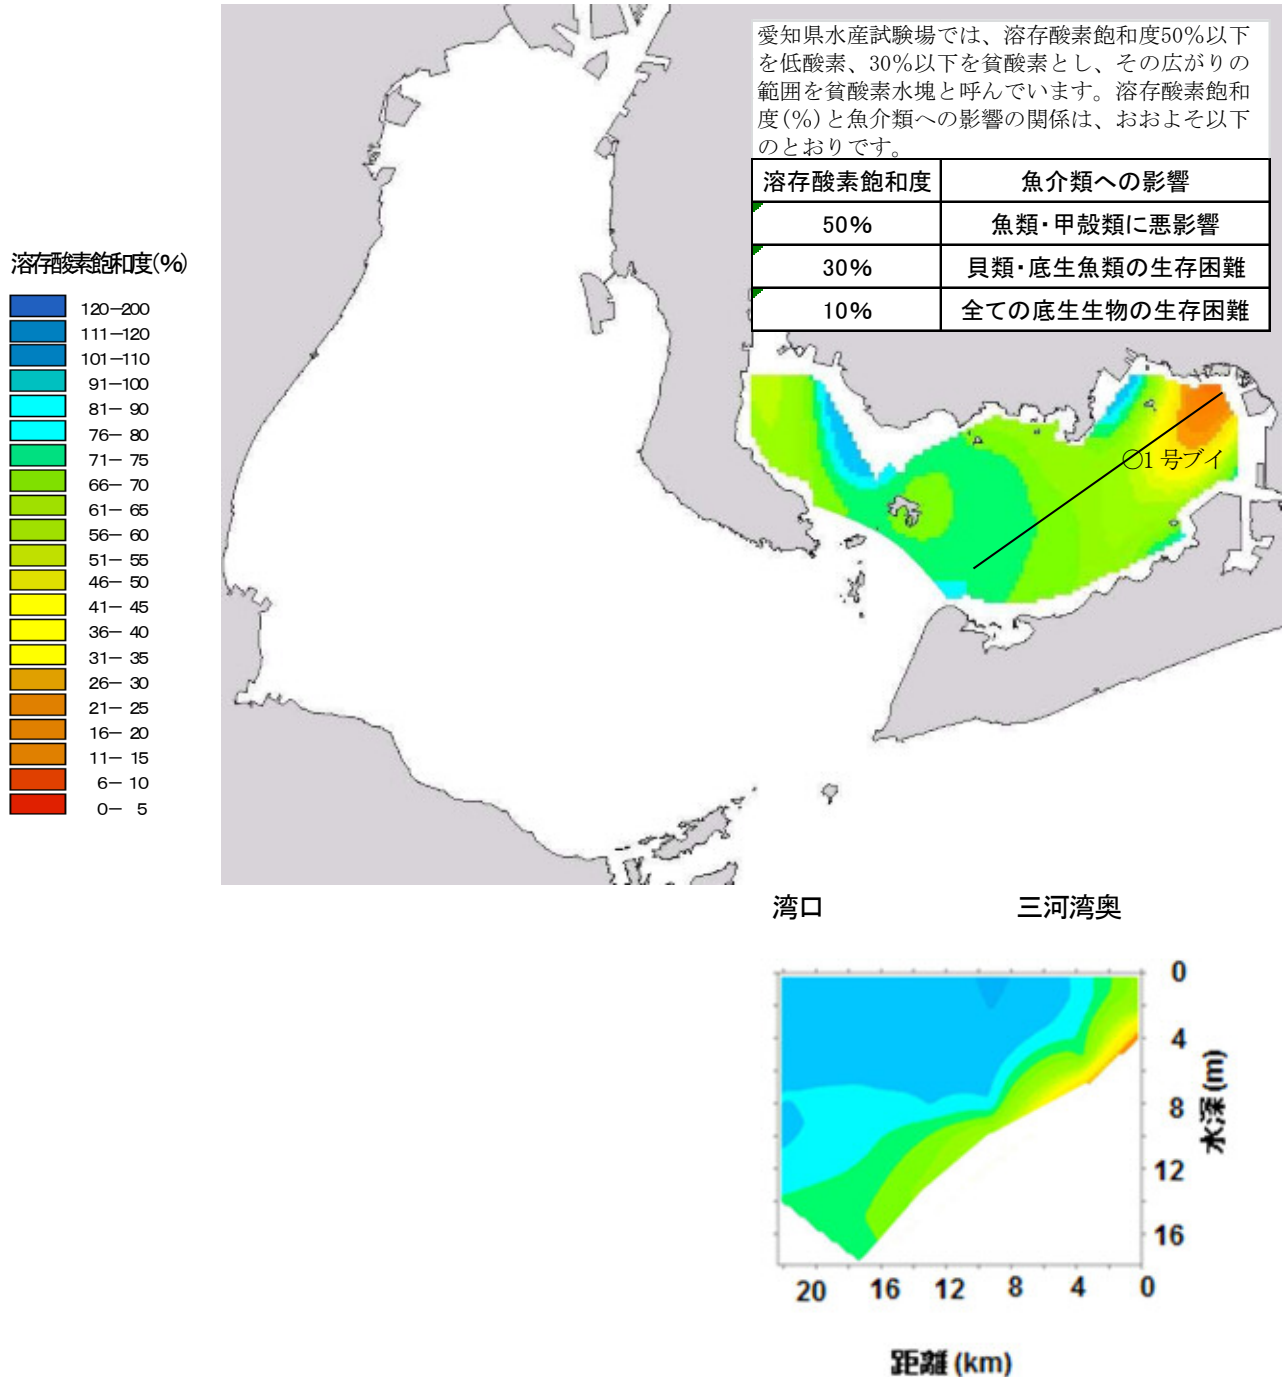 愛知県水産試験場では、溶存酸素飽和度50％以下
を低酸素、30％以下を貧酸素とし、その広がりの
範囲を貧酸素水塊と呼んでいます。溶存酸素飽和
度(％)と魚介類への影響の関係は、おおよそ以下
のとおりです。
溶存酸素飽和度 魚介類への影響
50% 魚類・甲殻類に悪影響
30% 貝類・底生魚類の生存困難
10% 全ての底生生物の生存困難
溶存酸素飽和度(%)
120－200
111－120
101－110
91－100
81－ 90
76－ 80
71－ 75
66－ 70
61－ 65
56－ 60
51－ 55
46－ 50
41－ 45
36－ 40
31－ 35
26－ 30
21－ 25
16－ 20
11－ 15
6－ 10
0－ 5
○1号ブイ
湾口 三河湾奥
0
4
8
12
16
水深(m)
20 16 12 8 4 0
距離(km)